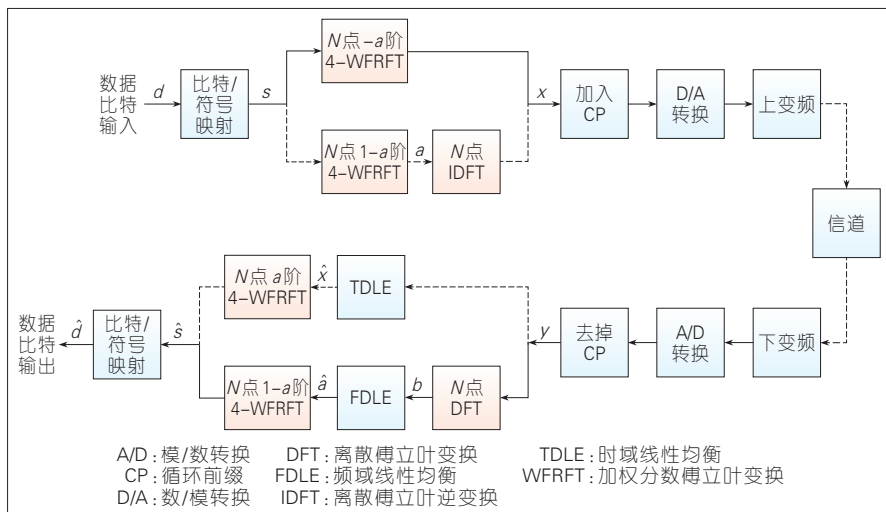 数据
比特
输入
d
比特/
符号
映射
s
N点-a阶
4-WFRFT
N点1-a阶
4-WFRFT
a
N点
IDFT
x
加入
CP
D/A
转换
上变频
信道
下变频
A/D
转换
去掉
CP
y
TDLE
x̂
N点a阶
4-WFRFT
N点
DFT
b
FDLE
â
N点1-a阶
4-WFRFT
ŝ
比特/
符号
映射
d̂
数据
比特
输出
A/D:模/数转换 DFT:离散傅立叶变换 TDLE:时域线性均衡
CP:循环前缀 FDLE:频域线性均衡 WFRFT:加权分数傅立叶变换
D/A:数/模转换 IDFT:离散傅立叶逆变换